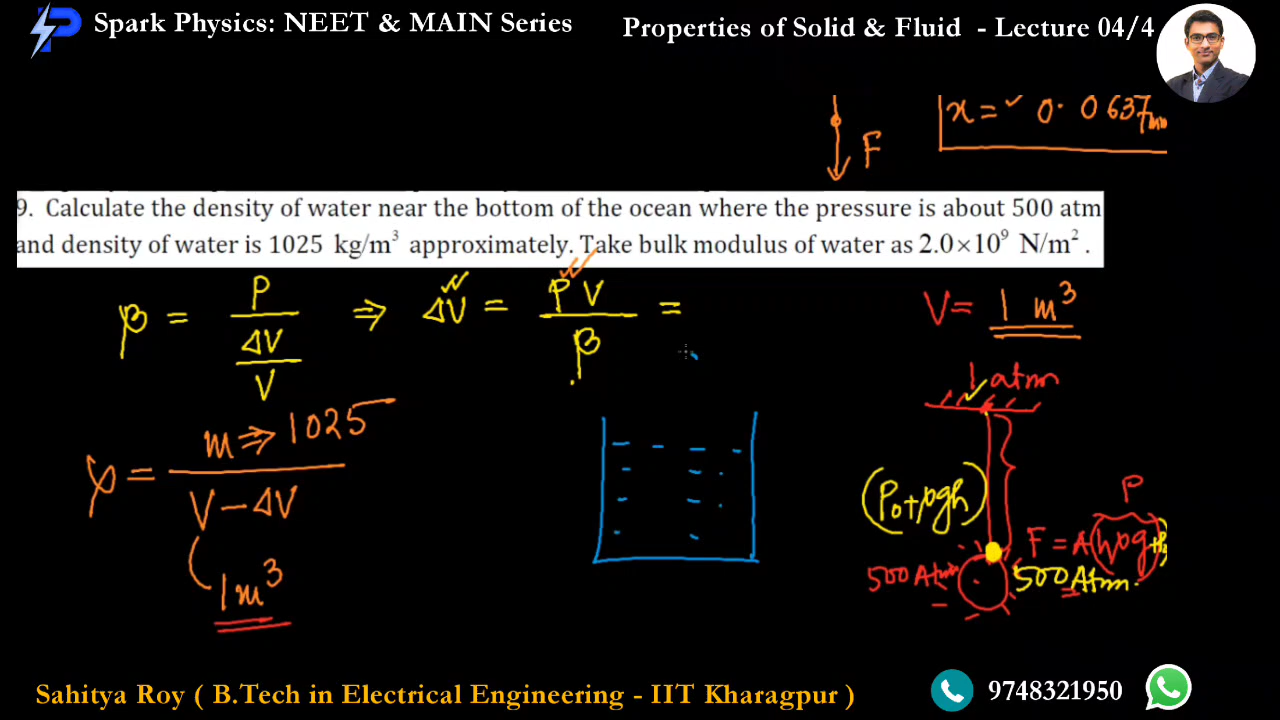 Spark Physics: NEET & MAIN Series
Properties of Solid & Fluid - Lecture 04/4
F
x = 0.0637mm
9. Calculate the density of water near the bottom of the ocean where the pressure is about 500 atm
and density of water is 1025 kg/m³ approximately. Take bulk modulus of water as 2.0×10⁹ N/m².
β = P / (ΔV / V) ⇒ ΔV = PV / β =
V = 1 m³
1 atm
ρ = m ⇒ 1025 / V − ΔV
1m³
(P₀+ρgh)
P
F = A(hρg+P₀)
500 Atm
500 Atm.
Sahitya Roy ( B.Tech in Electrical Engineering - IIT Kharagpur )
9748321950